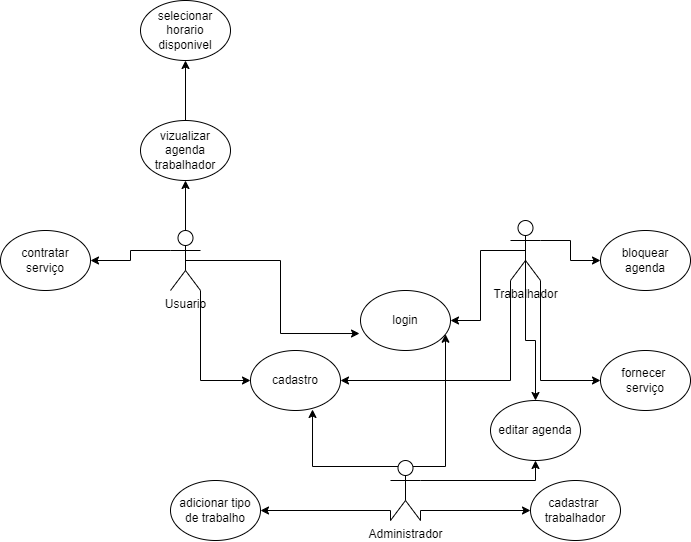 selecionar
horario
disponivel
vizualizar
agenda
trabalhador
contratar
serviço
Usuario
Trabalhador
bloquear
agenda
login
cadastro
fornecer
serviço
editar agenda
adicionar tipo
de trabalho
Administrador
cadastrar
trabalhador